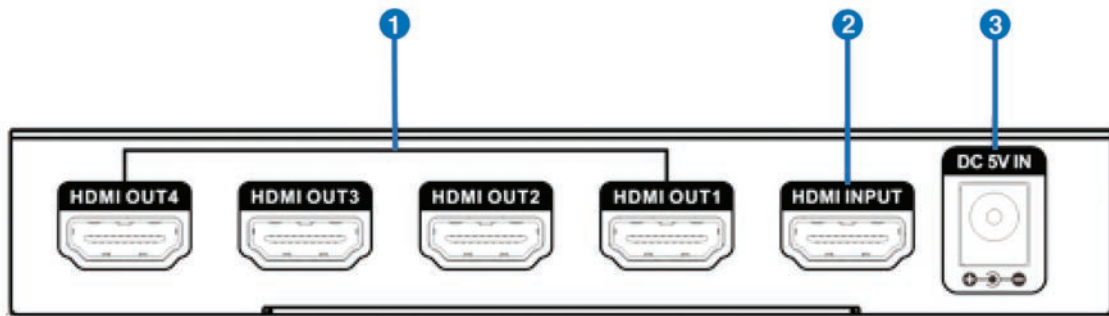 1 2 3
DC 5V IN
HDMI OUT4 HDMI OUT3 HDMI OUT2 HDMI OUT1 HDMI INPUT